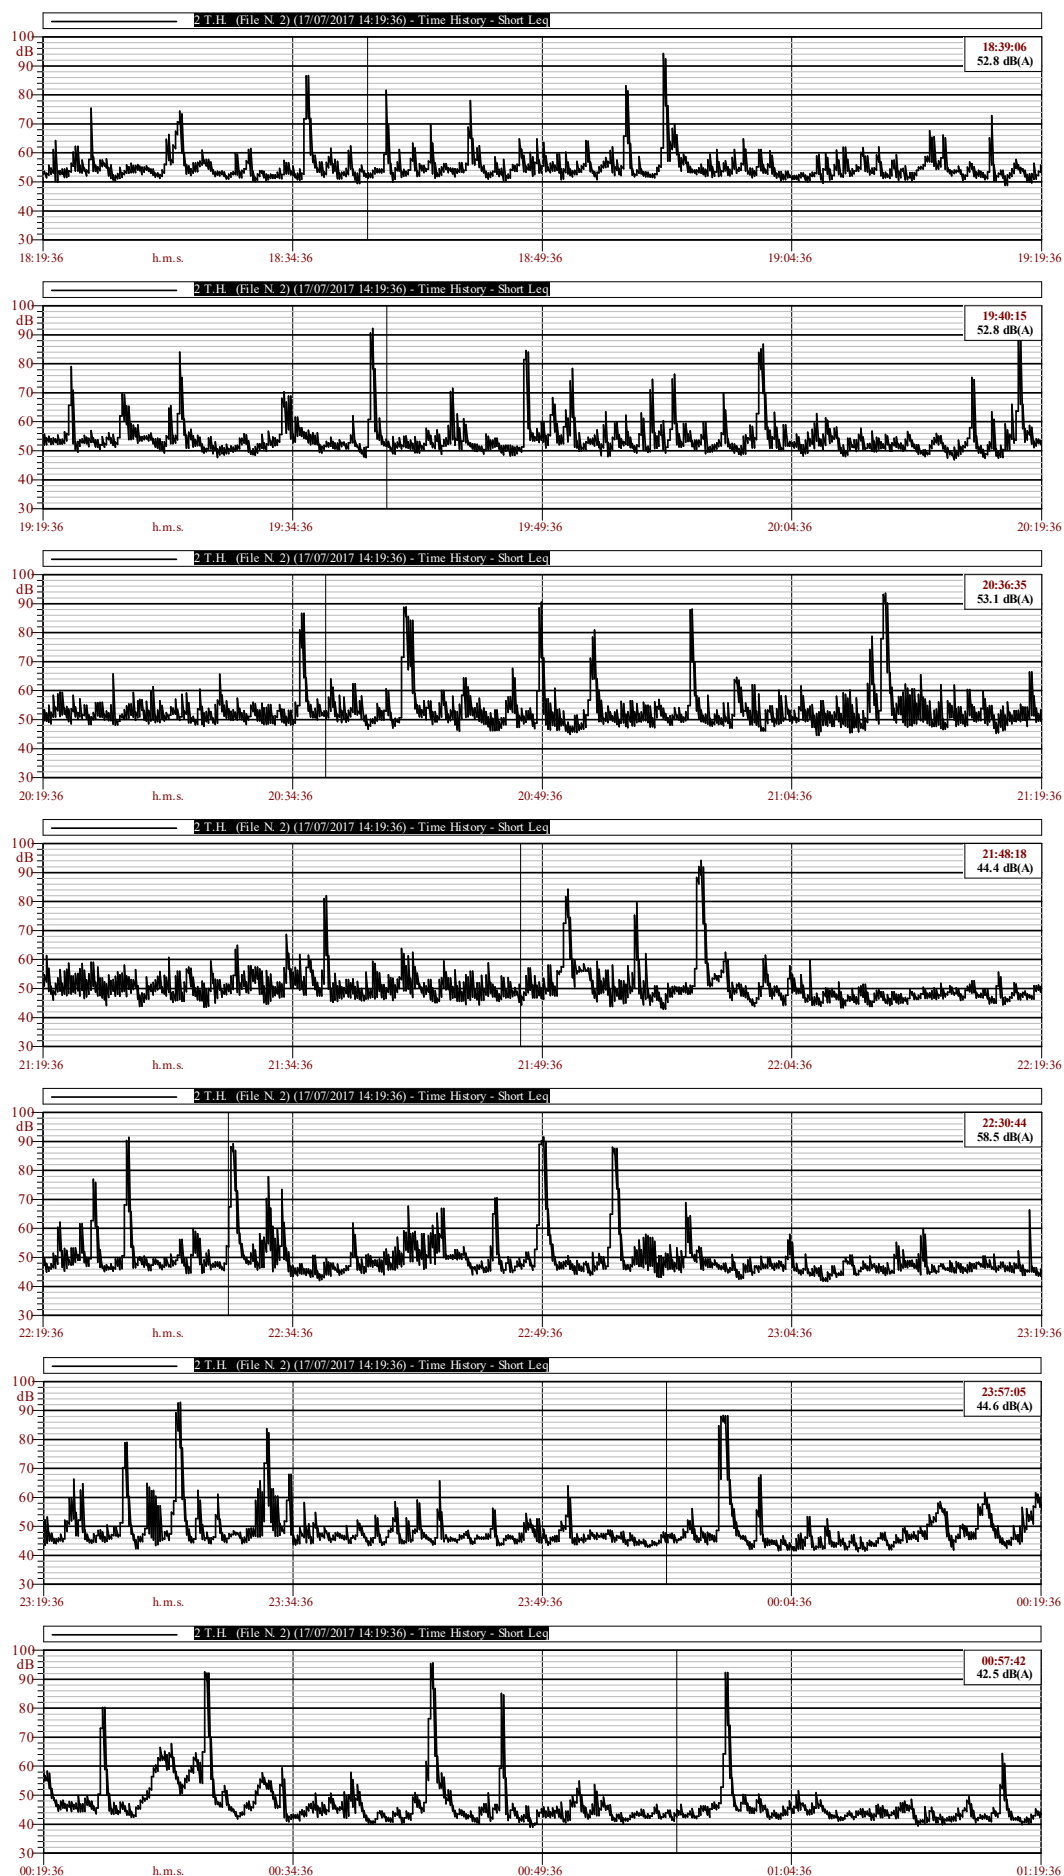 2 T.H. (File N. 2) (17/07/2017 14:19:36) - Time History - Short Leq
100
dB
90
80
70
60
50
40
30
18:39:06
52.8 dB(A)
18:19:36 h.m.s. 18:34:36 18:49:36 19:04:36 19:19:36
2 T.H. (File N. 2) (17/07/2017 14:19:36) - Time History - Short Leq
100
dB
90
80
70
60
50
40
30
19:40:15
52.8 dB(A)
19:19:36 h.m.s. 19:34:36 19:49:36 20:04:36 20:19:36
2 T.H. (File N. 2) (17/07/2017 14:19:36) - Time History - Short Leq
100
dB
90
80
70
60
50
40
30
20:36:35
53.1 dB(A)
20:19:36 h.m.s. 20:34:36 20:49:36 21:04:36 21:19:36
2 T.H. (File N. 2) (17/07/2017 14:19:36) - Time History - Short Leq
100
dB
90
80
70
60
50
40
30
21:48:18
44.4 dB(A)
21:19:36 h.m.s. 21:34:36 21:49:36 22:04:36 22:19:36
2 T.H. (File N. 2) (17/07/2017 14:19:36) - Time History - Short Leq
100
dB
90
80
70
60
50
40
30
22:30:44
58.5 dB(A)
22:19:36 h.m.s. 22:34:36 22:49:36 23:04:36 23:19:36
2 T.H. (File N. 2) (17/07/2017 14:19:36) - Time History - Short Leq
100
dB
90
80
70
60
50
40
30
23:57:05
44.6 dB(A)
23:19:36 h.m.s. 23:34:36 23:49:36 00:04:36 00:19:36
2 T.H. (File N. 2) (17/07/2017 14:19:36) - Time History - Short Leq
100
dB
90
80
70
60
50
40
30
00:57:42
42.5 dB(A)
00:19:36 h.m.s. 00:34:36 00:49:36 01:04:36 01:19:36